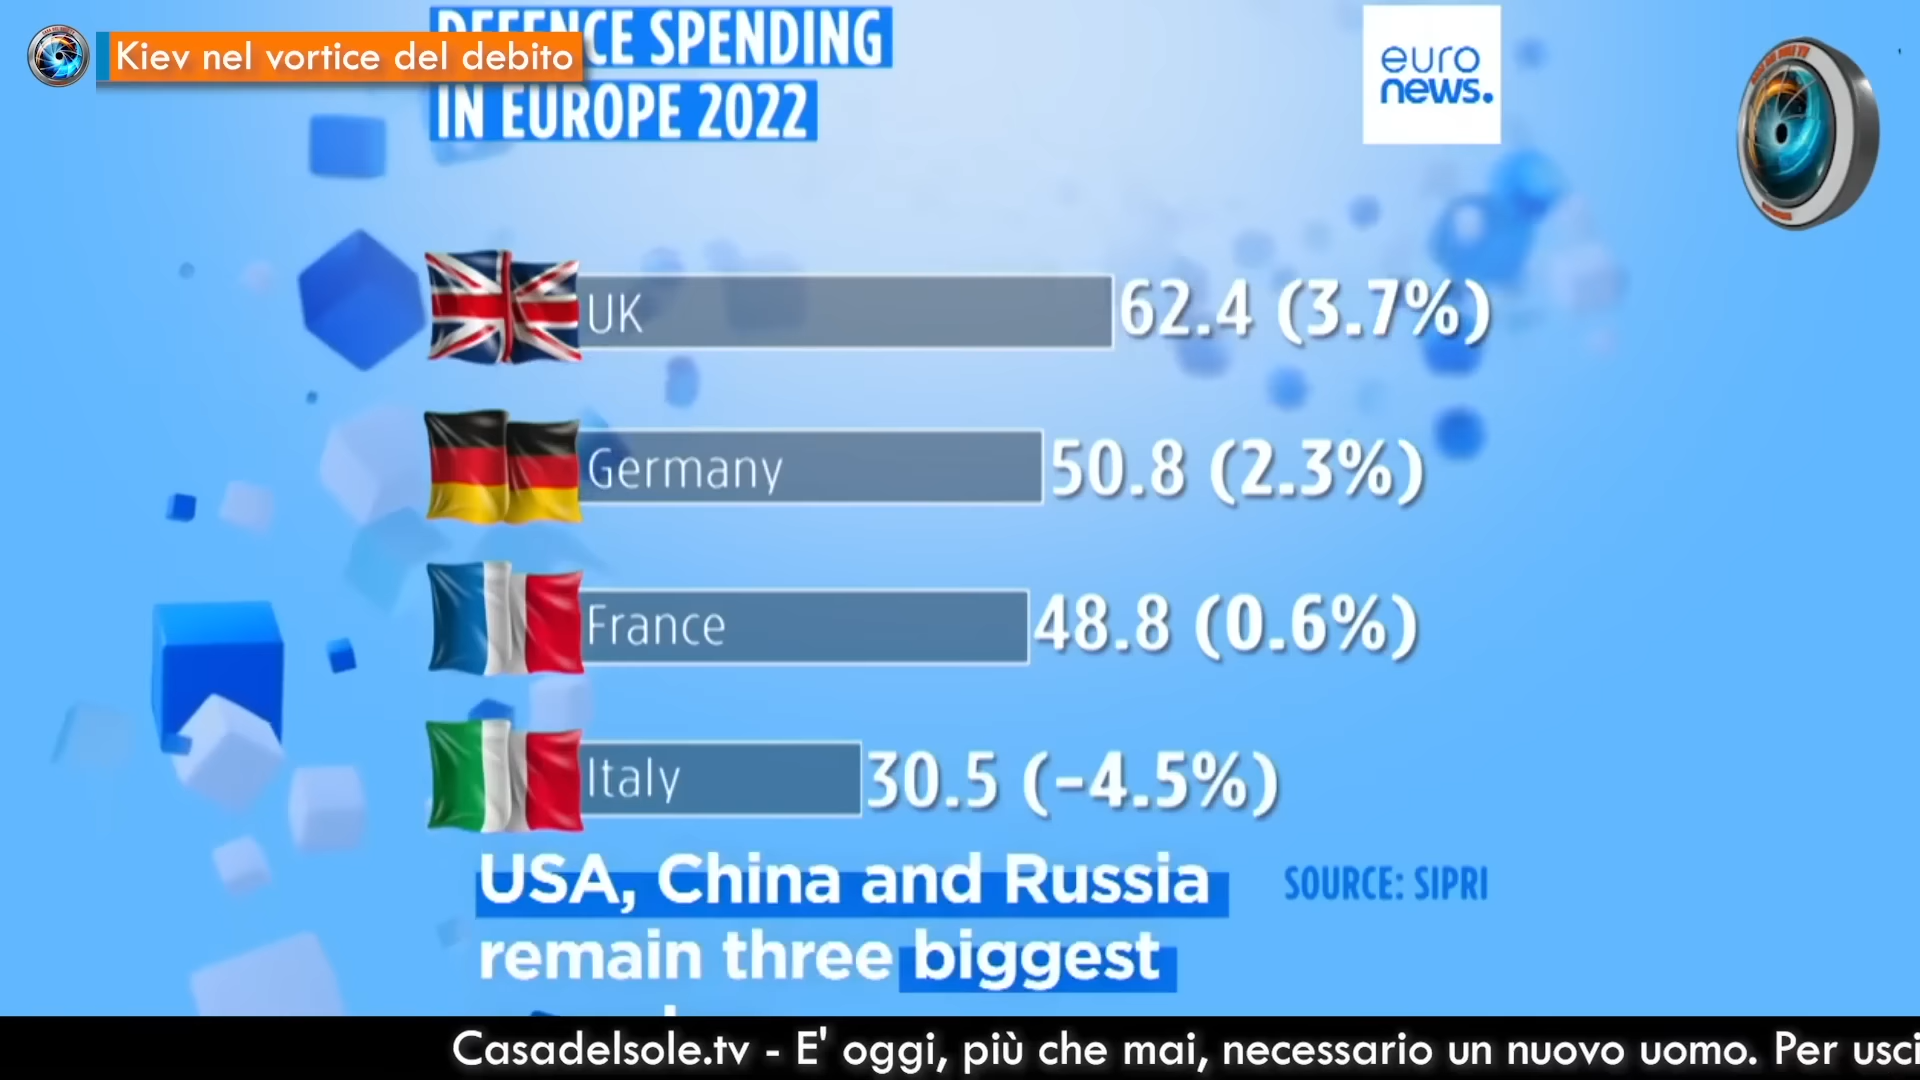 Kiev nel vortice del debito
DEFENCE SPENDING
IN EUROPE 2022
euro
news.
UK 62.4 (3.7%)
Germany 50.8 (2.3%)
France 48.8 (0.6%)
Italy 30.5 (-4.5%)
USA, China and Russia
remain three biggest
SOURCE: SIPRI
Casadelsole.tv - E' oggi, più che mai, necessario un nuovo uomo. Per usci